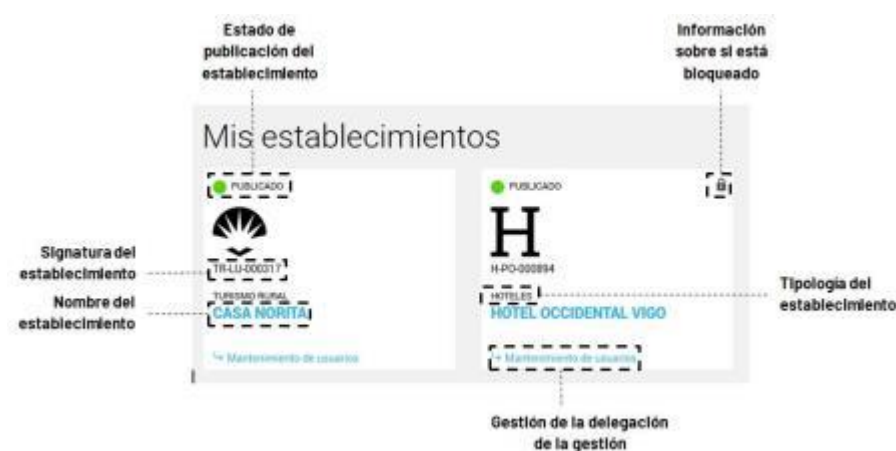 Estado de
publicación del
establecimiento
Información
sobre si está
bloqueado
Mis establecimientos
PUBLICADO
PUBLICADO
H
Signatura del
establecimiento
TR-LU-000317
H-PO-000894
Nombre del
establecimiento
TURISMO RURAL
CASA NORITA
HOTELES
HOTEL OCCIDENTAL VIGO
Tipología del
establecimiento
Mantenimiento de usuarios
Mantenimiento de usuarios
Gestión de la delegación
de la gestión